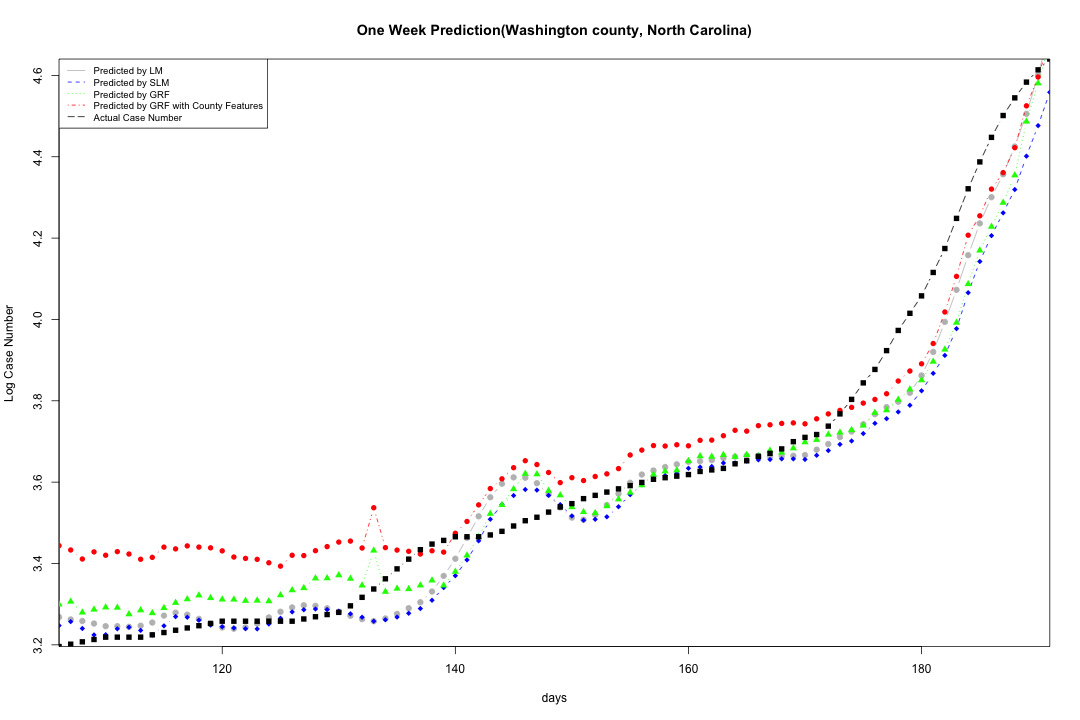 One Week Prediction(Washington county, North Carolina)
Predicted by LM
Predicted by SLM
Predicted by GRF
Predicted by GRF with County Features
Actual Case Number
4.6
4.4
4.2
4.0
3.8
3.6
3.4
3.2
Log Case Number
120 140 160 180
days